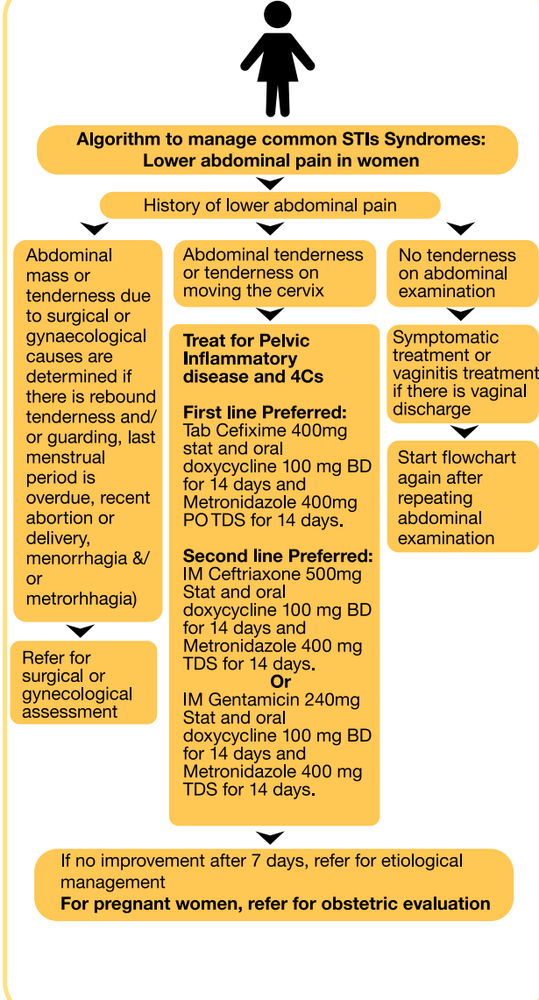 Algorithm to manage common STIs Syndromes:
Lower abdominal pain in women
History of lower abdominal pain
Abdominal
mass or
tenderness due
to surgical or
gynaecological
causes are
determined if
there is rebound
tenderness and/
or guarding, last
menstrual
period is
overdue, recent
abortion or
delivery,
menorrhagia &/
or
metrorhhagia)
Refer for
surgical or
gynecological
assessment
Abdominal tenderness
or tenderness on
moving the cervix
Treat for Pelvic
Inflammatory
disease and 4Cs
First line Preferred:
Tab Cefixime 400mg
stat and oral
doxycycline 100 mg BD
for 14 days and
Metronidazole 400mg
PO TDS for 14 days.
Second line Preferred:
IM Ceftriaxone 500mg
Stat and oral
doxycycline 100 mg BD
for 14 days and
Metronidazole 400 mg
TDS for 14 days.
Or
IM Gentamicin 240mg
Stat and oral
doxycycline 100 mg BD
for 14 days and
Metronidazole 400 mg
TDS for 14 days.
No tenderness
on abdominal
examination
Symptomatic
treatment or
vaginitis treatment
if there is vaginal
discharge
Start flowchart
again after
repeating
abdominal
examination
If no improvement after 7 days, refer for etiological
management
For pregnant women, refer for obstetric evaluation